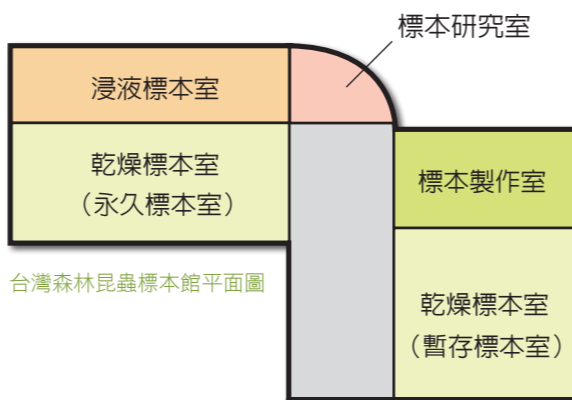 標本研究室
浸液標本室
乾燥標本室
（永久標本室）
標本製作室
台灣森林昆蟲標本館平面圖
乾燥標本室
（暫存標本室）